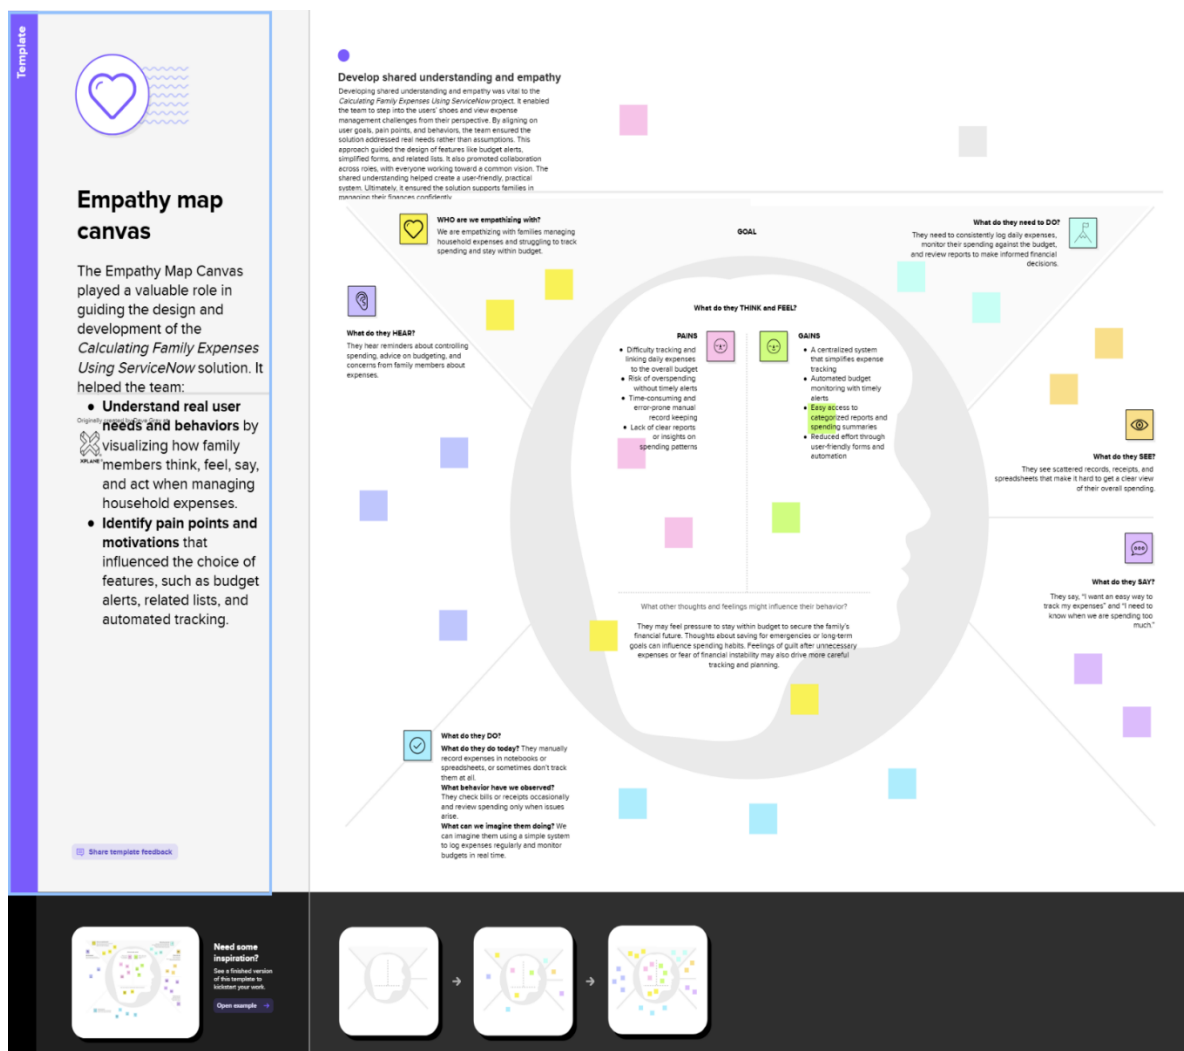 Template
Empathy map
canvas
The Empathy Map Canvas
played a valuable role in
guiding the design and
development of the
Calculating Family Expenses
Using ServiceNow solution. It
helped the team:
● Understand real user
needs and behaviors by
visualizing how family
members think, feel, say,
and act when managing
household expenses.
● Identify pain points and
motivations that
influenced the choice of
features, such as budget
alerts, related lists, and
automated tracking.
Originally
XPLANE
Share template feedback
Develop shared understanding and empathy
Developing shared understanding and empathy was vital to the
Calculating Family Expenses Using ServiceNow project. It enabled
the team to step into the users' shoes and view expense
management challenges from their perspective. By aligning on
user goals, pain points, and behaviors, the team ensured the
solution addressed real needs rather than assumptions. This
approach guided the design of features like budget alerts,
simplified forms, and related lists. It also promoted collaboration
across roles, with everyone working toward a common vision. The
shared understanding helped create a user-friendly, practical
system. Ultimately, it ensured the solution supports families in
managing their finances confidently.
WHO are we empathizing with?
We are empathizing with families managing
household expenses and struggling to track
spending and stay within budget.
GOAL
What do they need to DO?
They need to consistently log daily expenses,
monitor their spending against the budget,
and review reports to make informed financial
decisions.
What do they HEAR?
They hear reminders about controlling
spending, advice on budgeting, and
concerns from family members about
expenses.
What do they THINK and FEEL?
PAINS
● Difficulty tracking and
linking daily expenses
to the overall budget
● Risk of overspending
without timely alerts
● Time-consuming and
error-prone manual
record keeping
● Lack of clear reports
or insights on
spending patterns
GAINS
● A centralized system
that simplifies expense
tracking
● Automated budget
monitoring with timely
alerts
● Easy access to
categorized reports and
spending summaries
● Reduced effort through
user-friendly forms and
automation
What do they SEE?
They see scattered records, receipts, and
spreadsheets that make it hard to get a clear view
of their overall spending.
What do they SAY?
They say, "I want an easy way to
track my expenses" and "I need to
know when we are spending too
much."
What other thoughts and feelings might influence their behavior?
They may feel pressure to stay within budget to secure the family's
financial future. Thoughts about saving for emergencies or long-term
goals can influence spending habits. Feelings of guilt after unnecessary
expenses or fear of financial instability may also drive more careful
tracking and planning.
What do they DO?
What do they do today? They manually
record expenses in notebooks or
spreadsheets, or sometimes don't track
them at all.
What behavior have we observed?
They check bills or receipts occasionally
and review spending only when issues
arise.
What can we imagine them doing? We
can imagine them using a simple system
to log expenses regularly and monitor
budgets in real time.
Need some
inspiration?
See a finished version
of this template to
kickstart your work.
Open example →